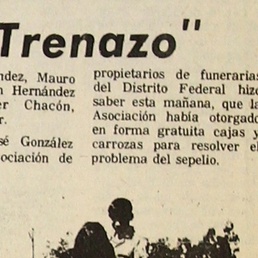 Trenazo"
ndez, Mauro
Hernández
er Chacón,
r.
sé González
ociación de
propietarios de funerarias
del Distrito Federal hizo
saber esta mañana, que la
Asociación había otorgado
en forma gratuita cajas y
carrozas para resolver el
problema del sepelio.